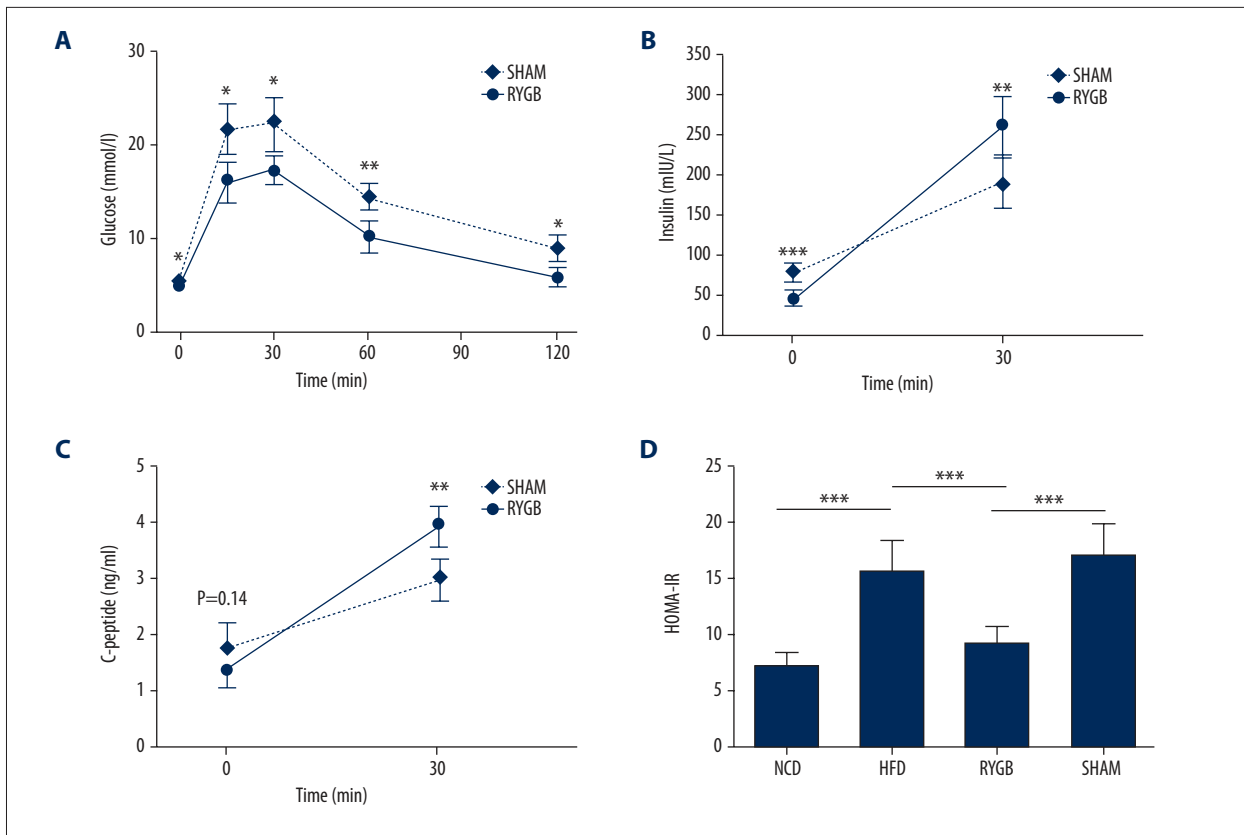 A
30
20
10
0
Glucose (mmol/l)
*
*
*
**
*
SHAM
RYGB
0
30
60
90
120
Time (min)
B
350
300
250
200
150
100
50
0
Insulin (mIU/L)
***
**
SHAM
RYGB
0
30
Time (min)
C
5
4
3
2
1
0
C-peptide (ng/ml)
P=0.14
**
SHAM
RYGB
0
30
Time (min)
D
25
20
15
10
5
0
HOMA-IR
***
***
***
NCD
HFD
RYGB
SHAM